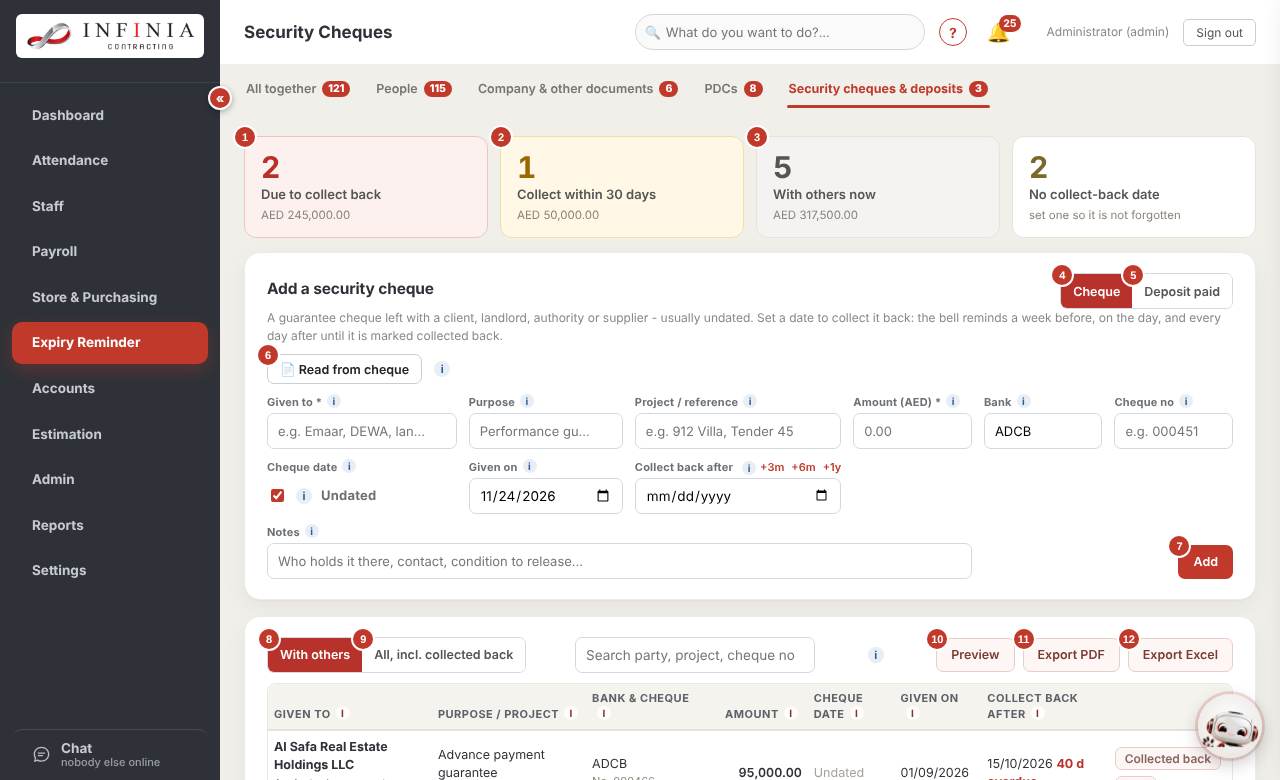 INFINIA
CONTRACTING
Security Cheques
What do you want to do?...
?
25
Administrator (admin)
Sign out
«
Dashboard
Attendance
Staff
Payroll
Store & Purchasing
Expiry Reminder
Accounts
Estimation
Admin
Reports
Settings
Chat
nobody else online
All together 121
People 115
Company & other documents 6
PDCs 8
Security cheques & deposits 3
1
2
Due to collect back
AED 245,000.00
2
1
Collect within 30 days
AED 50,000.00
3
5
With others now
AED 317,500.00
2
No collect-back date
set one so it is not forgotten
Add a security cheque
4
Cheque
5
Deposit paid
A guarantee cheque left with a client, landlord, authority or supplier - usually undated. Set a date to collect it back: the bell reminds a week before, on the day, and every
day after until it is marked collected back.
6
Read from cheque i
Given to * i
Purpose i
Project / reference i
Amount (AED) * i
Bank i
Cheque no i
e.g. Emaar, DEWA, lan...
Performance gu...
e.g. 912 Villa, Tender 45
0.00
ADCB
e.g. 000451
Cheque date i
Given on i
Collect back after i +3m +6m +1y
i Undated
11/24/2026
mm/dd/yyyy
Notes i
Who holds it there, contact, condition to release...
7
Add
8
With others
9
All, incl. collected back
Search party, project, cheque no
i
10
Preview
11
Export PDF
12
Export Excel
GIVEN TO I
PURPOSE / PROJECT I
BANK & CHEQUE
I
AMOUNT I
CHEQUE
DATE I
GIVEN ON
I
COLLECT BACK
AFTER I
Al Safa Real Estate
Holdings LLC
Advance payment
guarantee
ADCB
95,000.00
Undated
01/09/2026
15/10/2026 40 d
overdue
Collected back